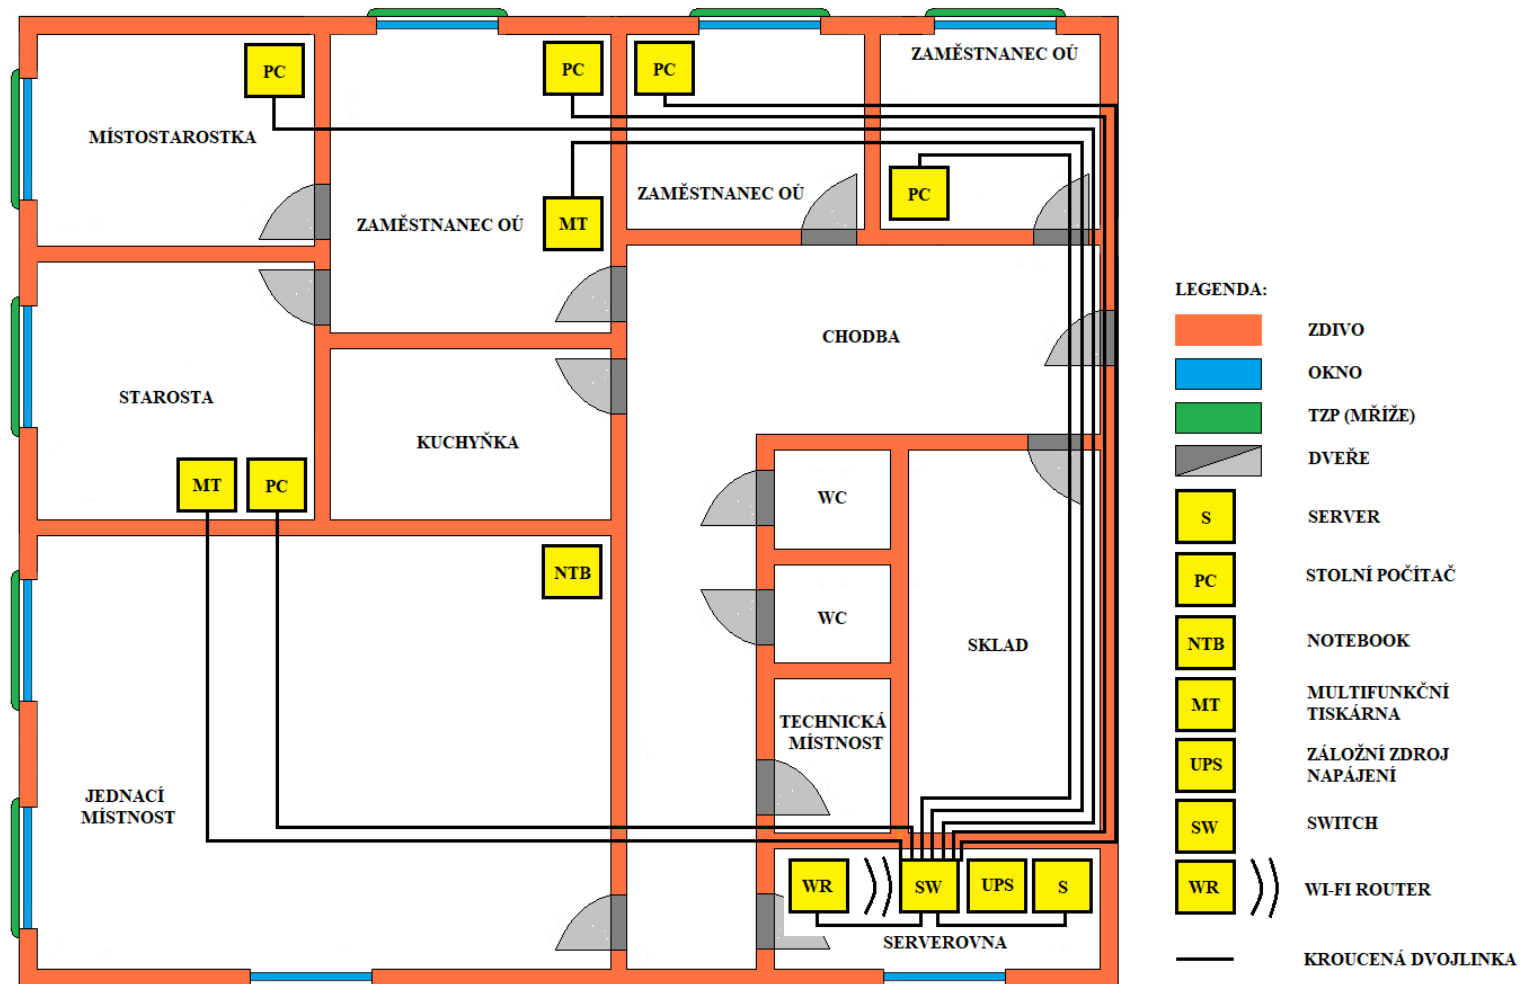 PC
PC
PC
ZAMĚSTNANEC OÚ
MÍSTOSTAROSTKA
ZAMĚSTNANEC OÚ
PC
ZAMĚSTNANEC OÚ
MT
CHODBA
STAROSTA
KUCHYŇKA
MT
PC
WC
NTB
WC
SKLAD
TECHNICKÁ
MÍSTNOST
JEDNACÍ
MÍSTNOST
WR
SW
UPS
S
SERVEROVNA
LEGENDA:
ZDIVO
OKNO
TZP (MŘÍŽE)
DVEŘE
S
SERVER
PC
STOLNÍ POČÍTAČ
NTB
NOTEBOOK
MT
MULTIFUNKČNÍ
TISKÁRNA
UPS
ZÁLOŽNÍ ZDROJ
NAPÁJENÍ
SW
SWITCH
WR
WI-FI ROUTER
KROUCENÁ DVOJLINKA